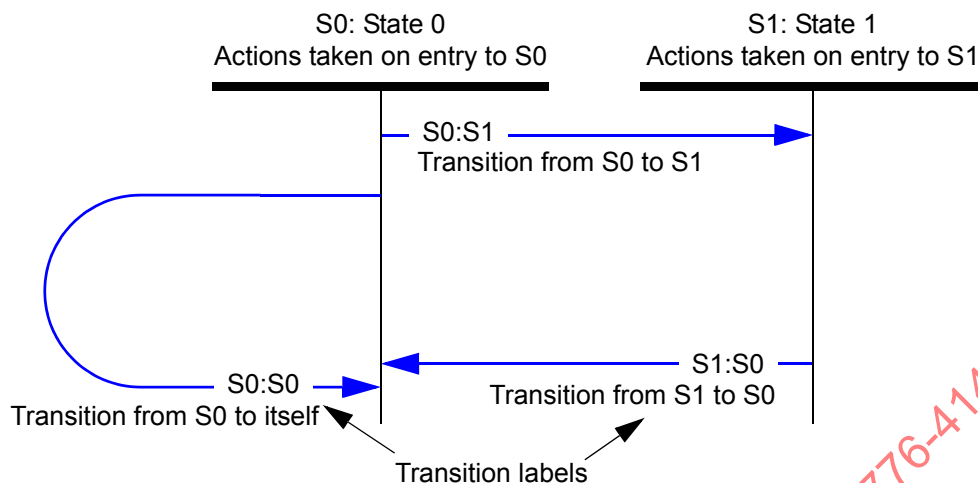 S0: State 0
Actions taken on entry to S0
S1: State 1
Actions taken on entry to S1
S0:S1
Transition from S0 to S1
S1:S0
Transition from S1 to S0
S0:S0
Transition from S0 to itself
Transition labels
776-414